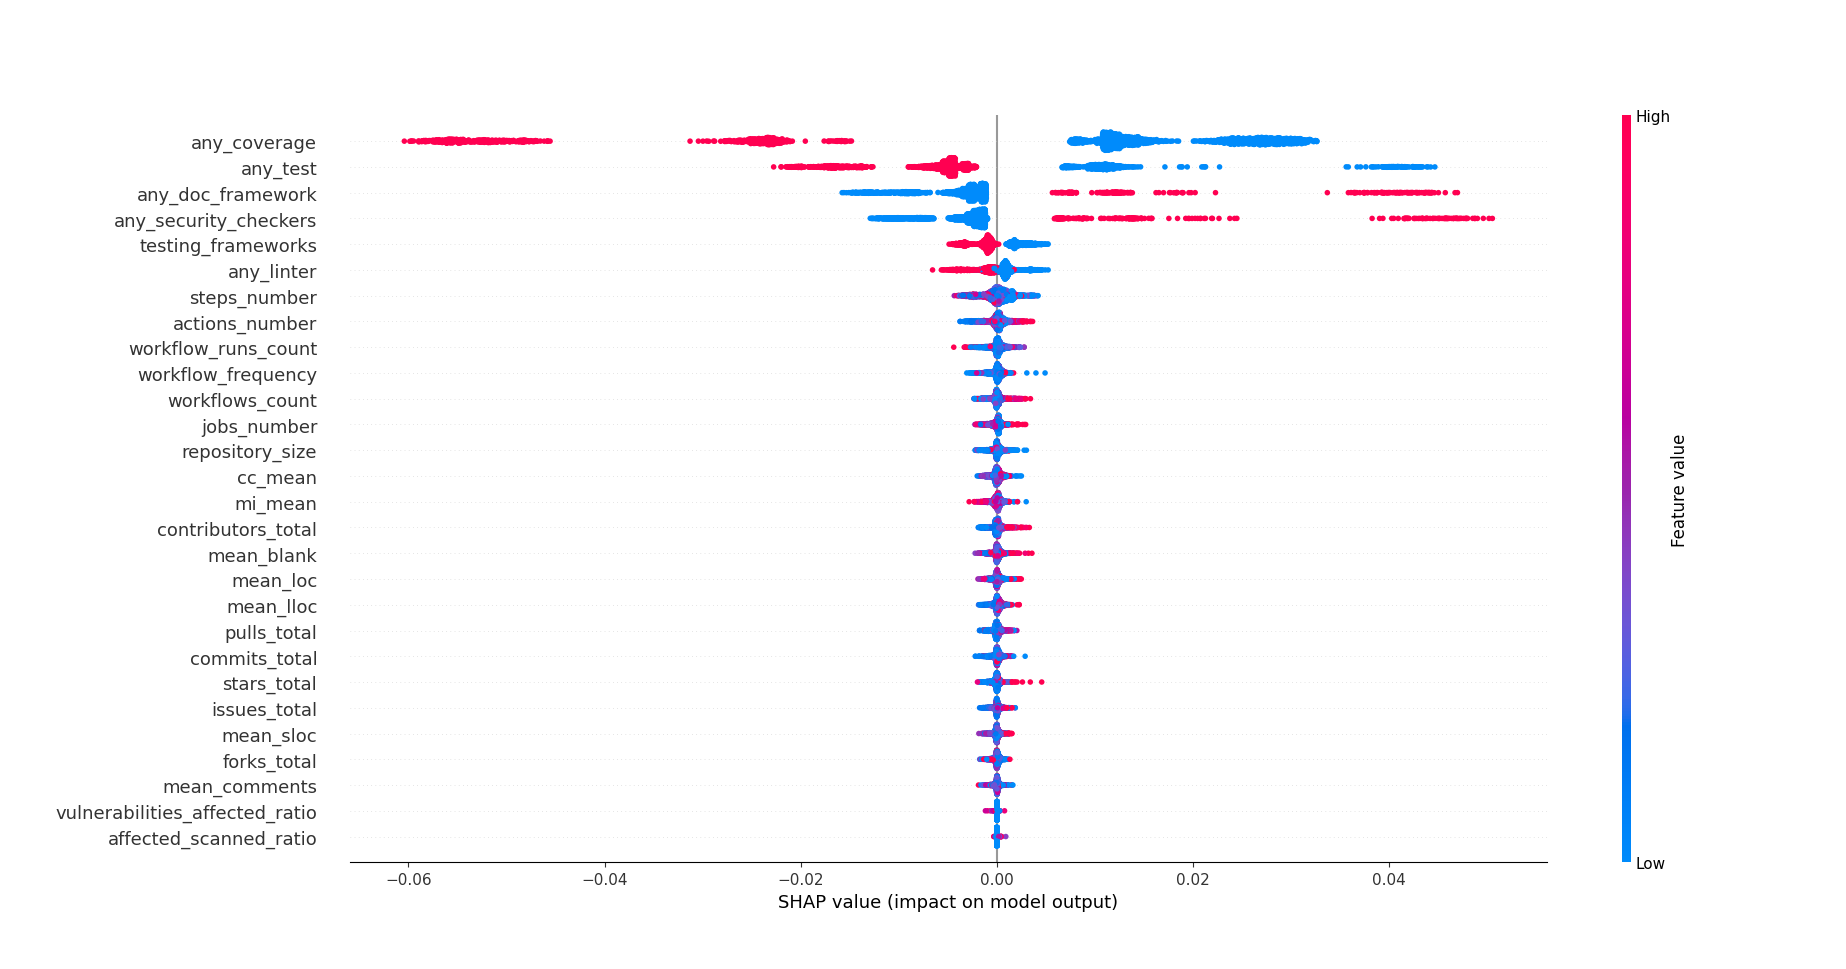 any_coverage
any_test
any_doc_framework
any_security_checkers
testing_frameworks
any_linter
steps_number
actions_number
workflow_runs_count
workflow_frequency
workflows_count
jobs_number
repository_size
cc_mean
mi_mean
contributors_total
mean_blank
mean_loc
mean_lloc
pulls_total
commits_total
stars_total
issues_total
mean_sloc
forks_total
mean_comments
vulnerabilities_affected_ratio
affected_scanned_ratio
−0.06 −0.04 −0.02 0.00 0.02 0.04
SHAP value (impact on model output)
High
Feature value
Low